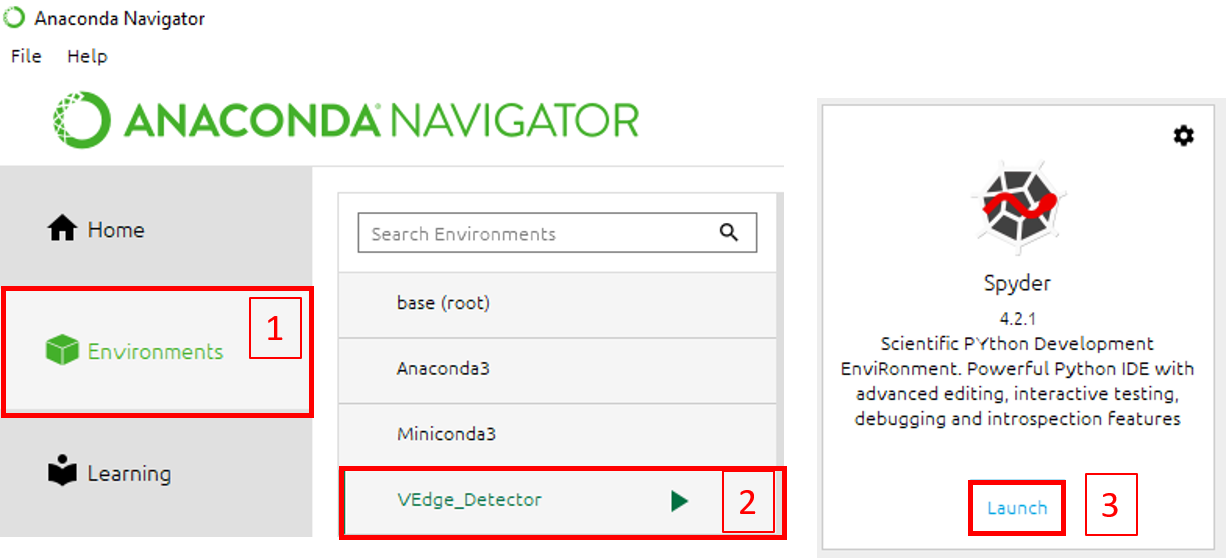 Anaconda Navigator
File Help
ANACONDA NAVIGATOR
Home
Environments
1
Learning
Search Environments
base (root)
Anaconda3
Miniconda3
VEdge_Detector
2
Spyder
4.2.1
Scientific PYthon Development
EnviRonment. Powerful Python IDE with
advanced editing, interactive testing,
debugging and introspection features
Launch
3